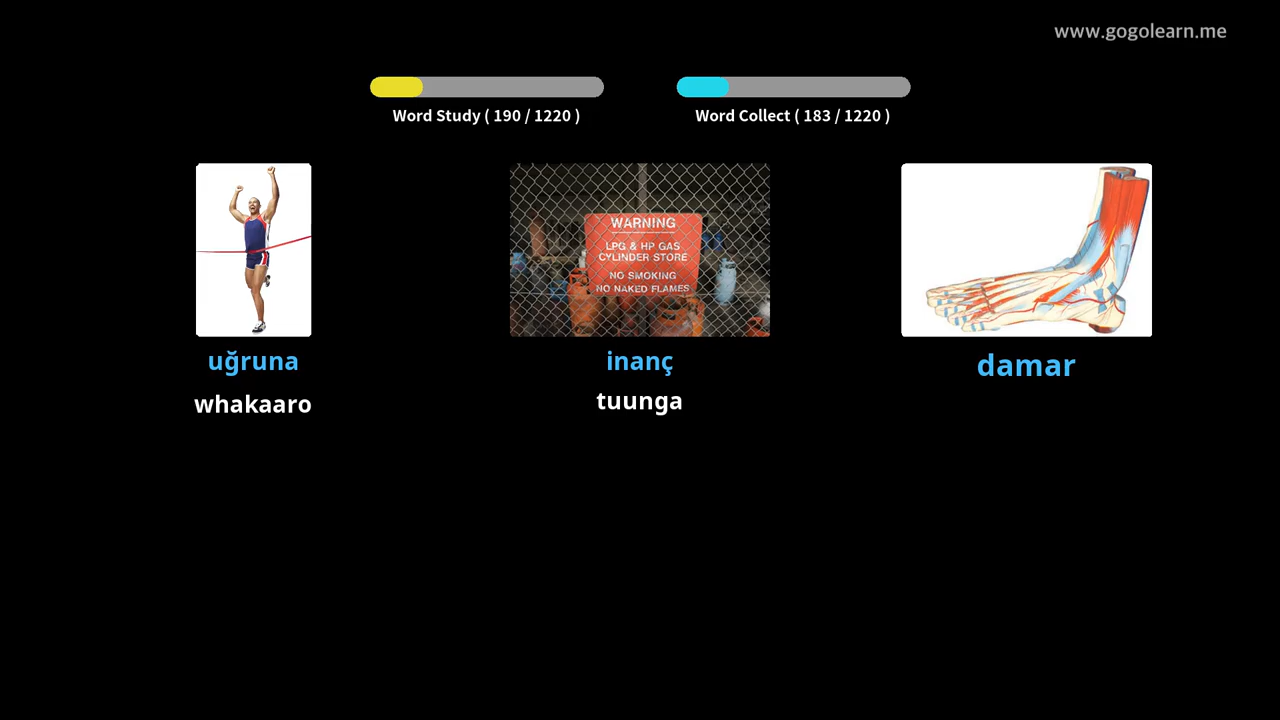 www.gogolearn.me
Word Study ( 190 / 1220 )
Word Collect ( 183 / 1220 )
WARNING
LPG & HP GAS
CYLINDER STORE
NO SMOKING
NO NAKED FLAMES
uğruna
whakaaro
inanç
tuunga
damar